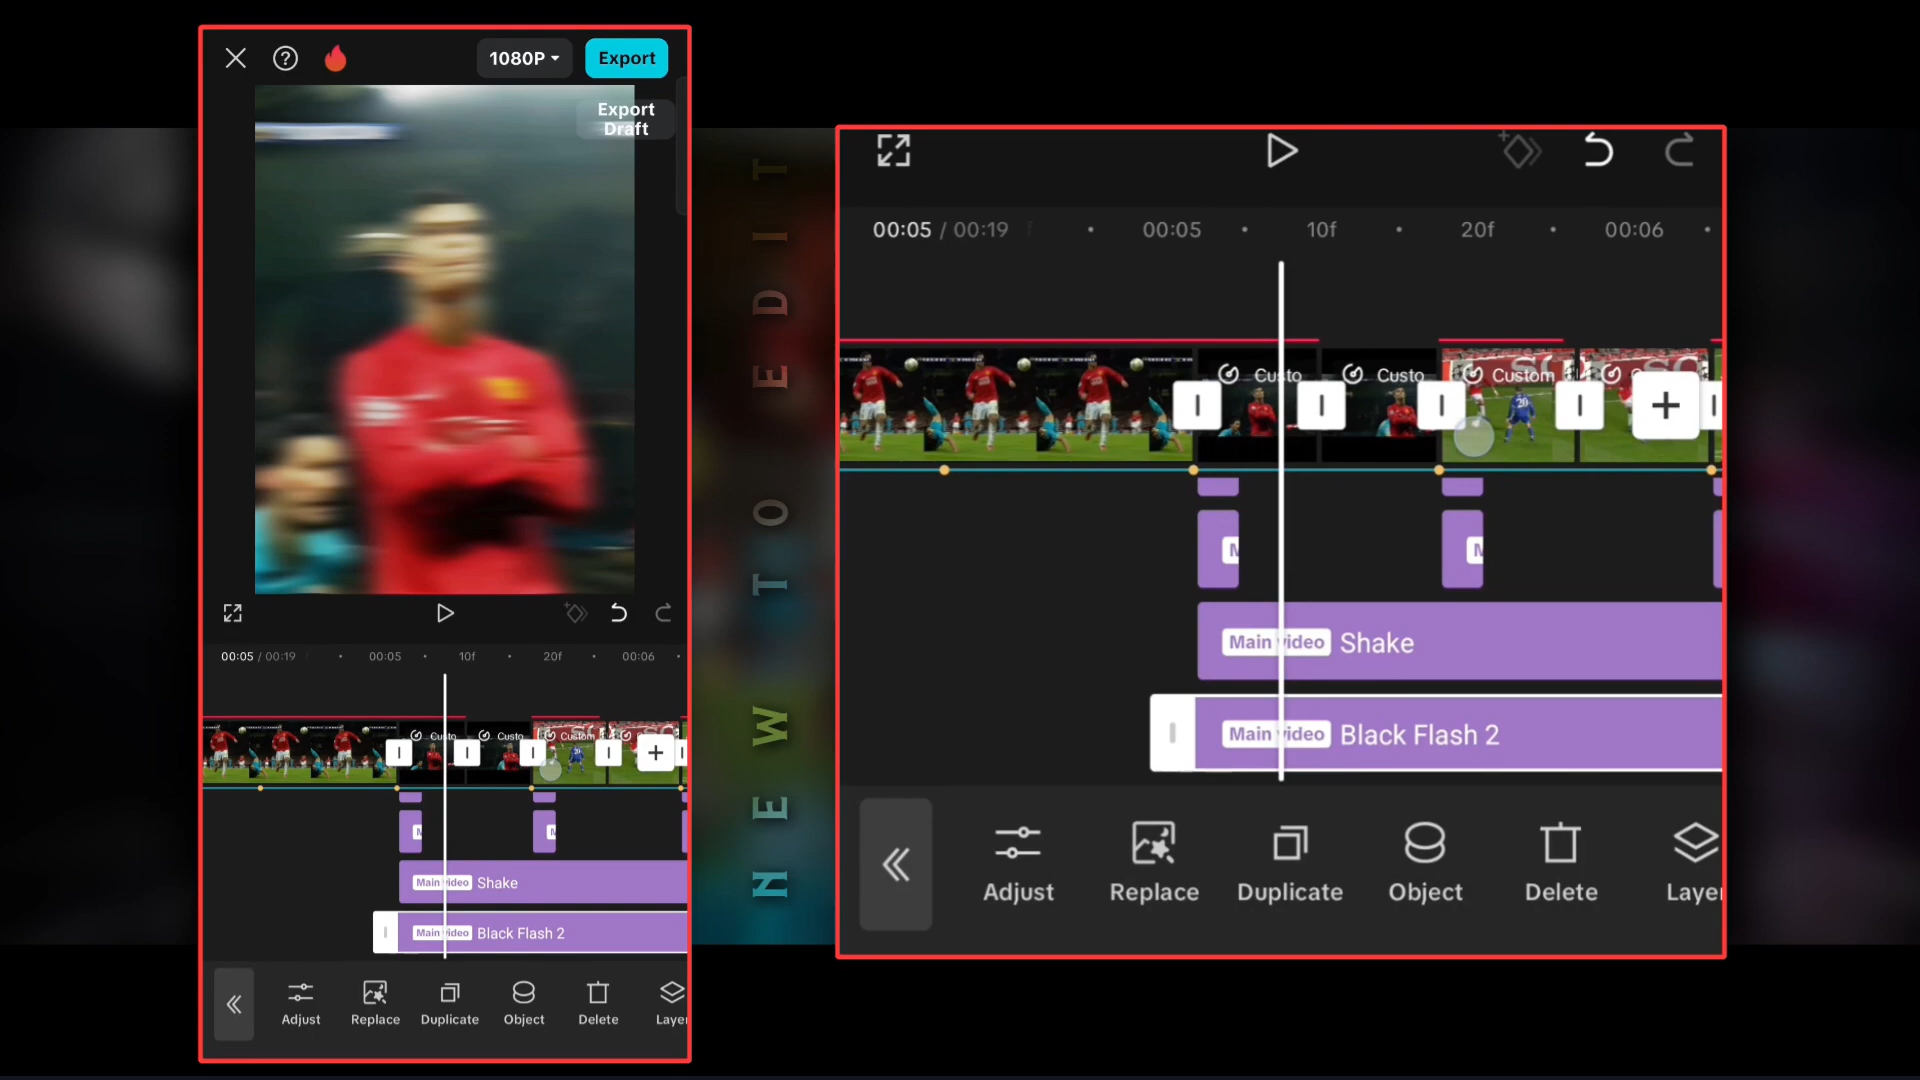 1080P
Export
Export
Draft
00:05 / 00:19
00:05
10f
20f
00:06
Custo
Custo
Custom
M
M
Main video Shake
Main video Black Flash 2
Adjust
Replace
Duplicate
Object
Delete
Layer
NEW TO EDIT
00:05 / 00:19
00:05
10f
20f
00:06
Custo
Custo
Custom
M
M
Main video Shake
Main video Black Flash 2
Adjust
Replace
Duplicate
Object
Delete
Layer